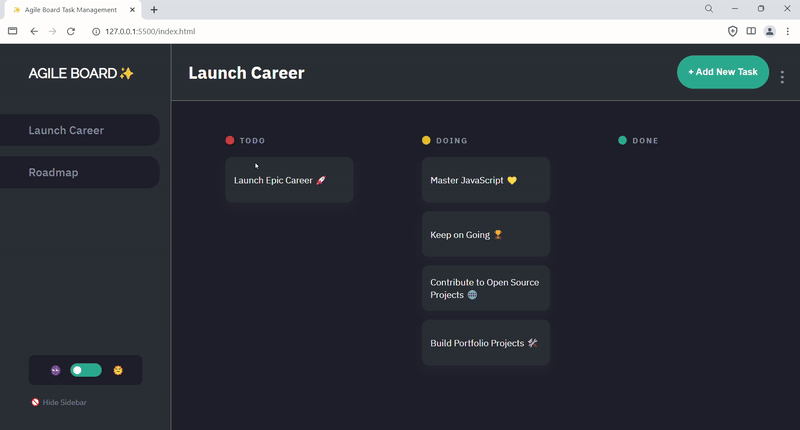 Agile Board Task Management
127.0.0.1:5500/index.html
AGILE BOARD✨
Launch Career
Roadmap
Hide Sidebar
Launch Career
+ Add New Task
TODO
Launch Epic Career 🚀
DOING
Master JavaScript 💛
Keep on Going 🏆
Contribute to Open Source
Projects 🌐
Build Portfolio Projects 🛠️
DONE